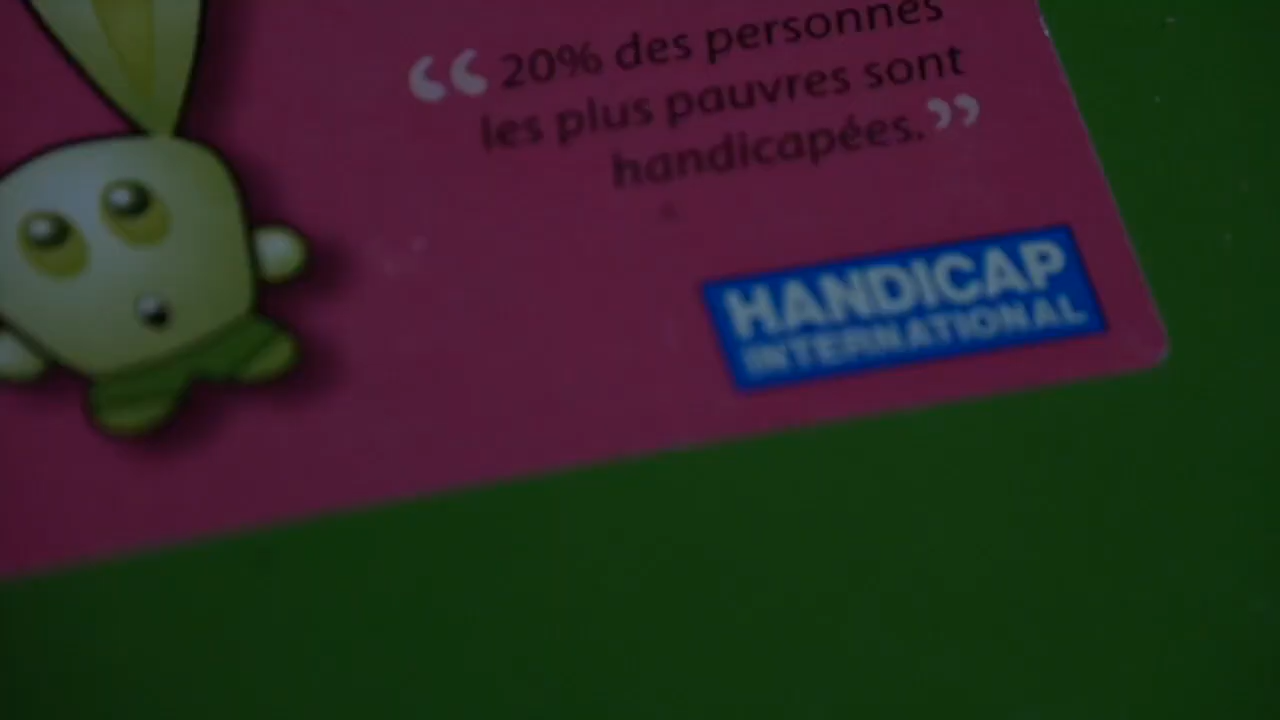 “ 20% des personnes
les plus pauvres sont
handicapées. ”
HANDICAP
INTERNATIONAL